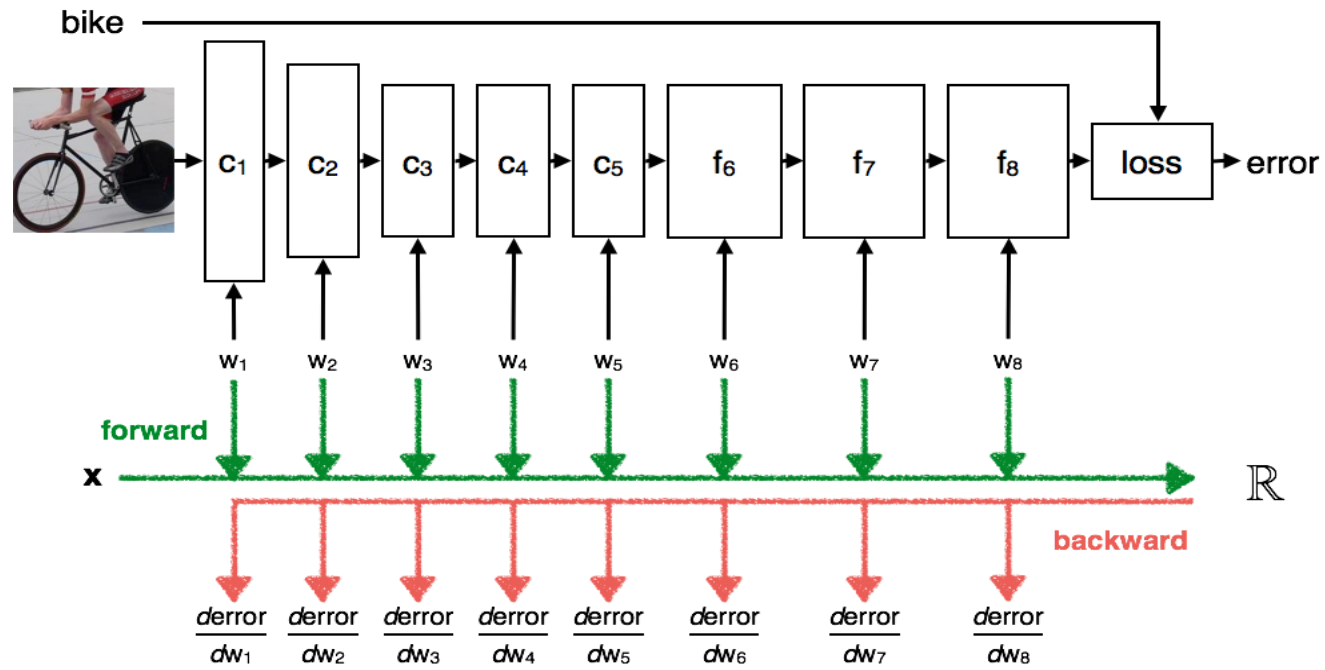 bike
c₁ c₂ c₃ c₄ c₅ f₆ f₇ f₈ loss error
w₁ w₂ w₃ w₄ w₅ w₆ w₇ w₈
forward
x ℝ
backward
derror derror derror derror derror derror derror derror
dw₁ dw₂ dw₃ dw₄ dw₅ dw₆ dw₇ dw₈